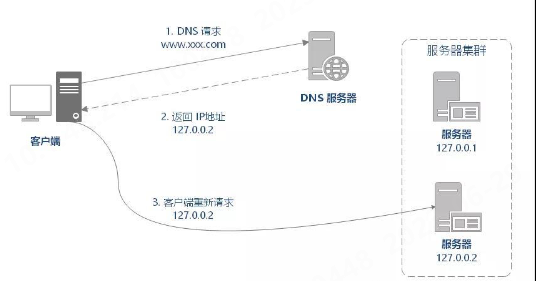 1. DNS 请求
www.xxx.com
DNS 服务器
2. 返回 IP地址
127.0.0.2
客户端
3. 客户端重新请求
127.0.0.2
服务器集群
服务器
127.0.0.1
服务器
127.0.0.2